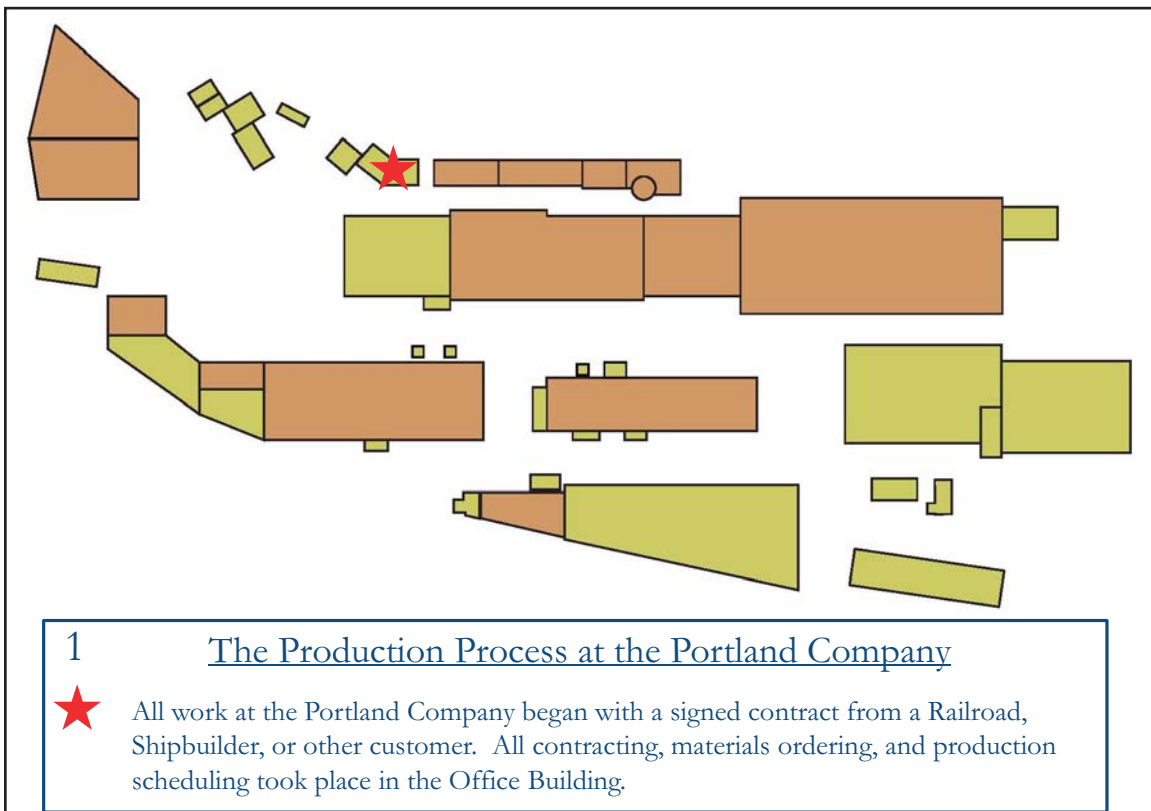 1
The Production Process at the Portland Company
All work at the Portland Company began with a signed contract from a Railroad,
Shipbuilder, or other customer.  All contracting, materials ordering, and production
scheduling took place in the Office Building.